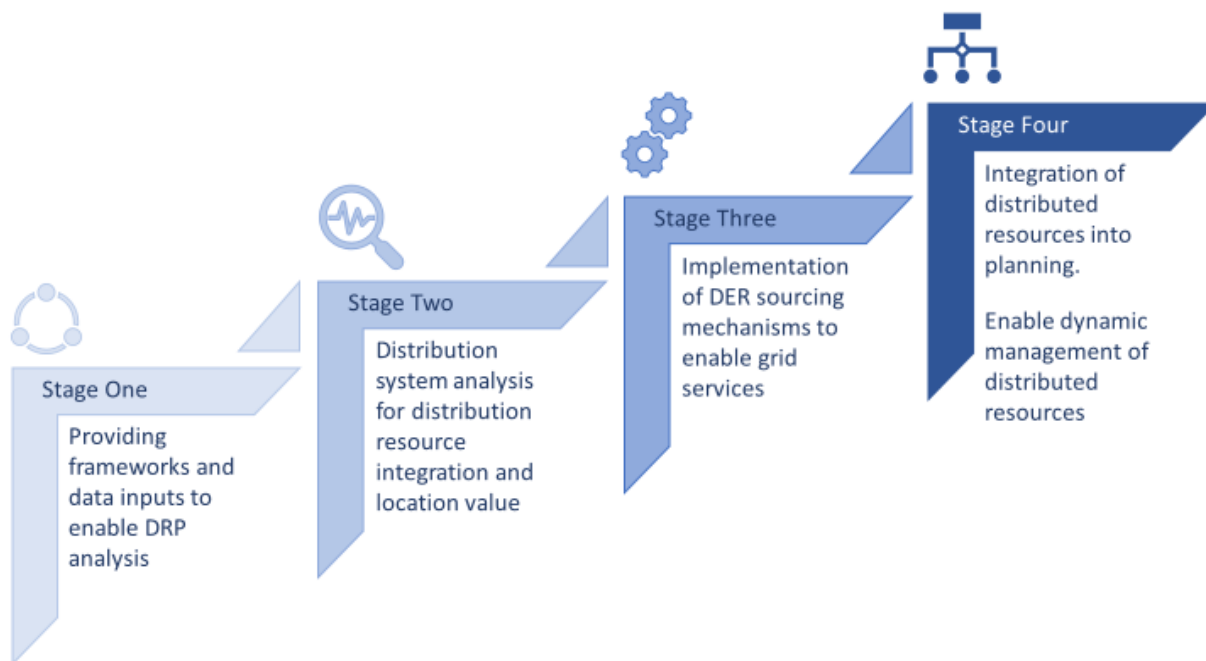 Stage One
Providing
frameworks and
data inputs to
enable DRP
analysis
Stage Two
Distribution
system analysis
for distribution
resource
integration and
location value
Stage Three
Implementation
of DER sourcing
mechanisms to
enable grid
services
Stage Four
Integration of
distributed
resources into
planning.
Enable dynamic
management of
distributed
resources